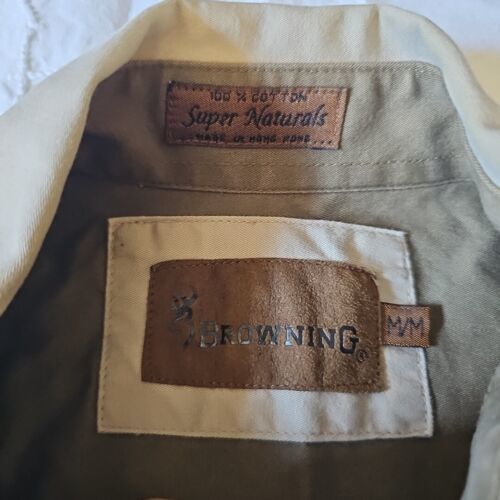 100 % COTTON
Super Naturals
MADE IN HONG KONG
BROWNING ®
M/M